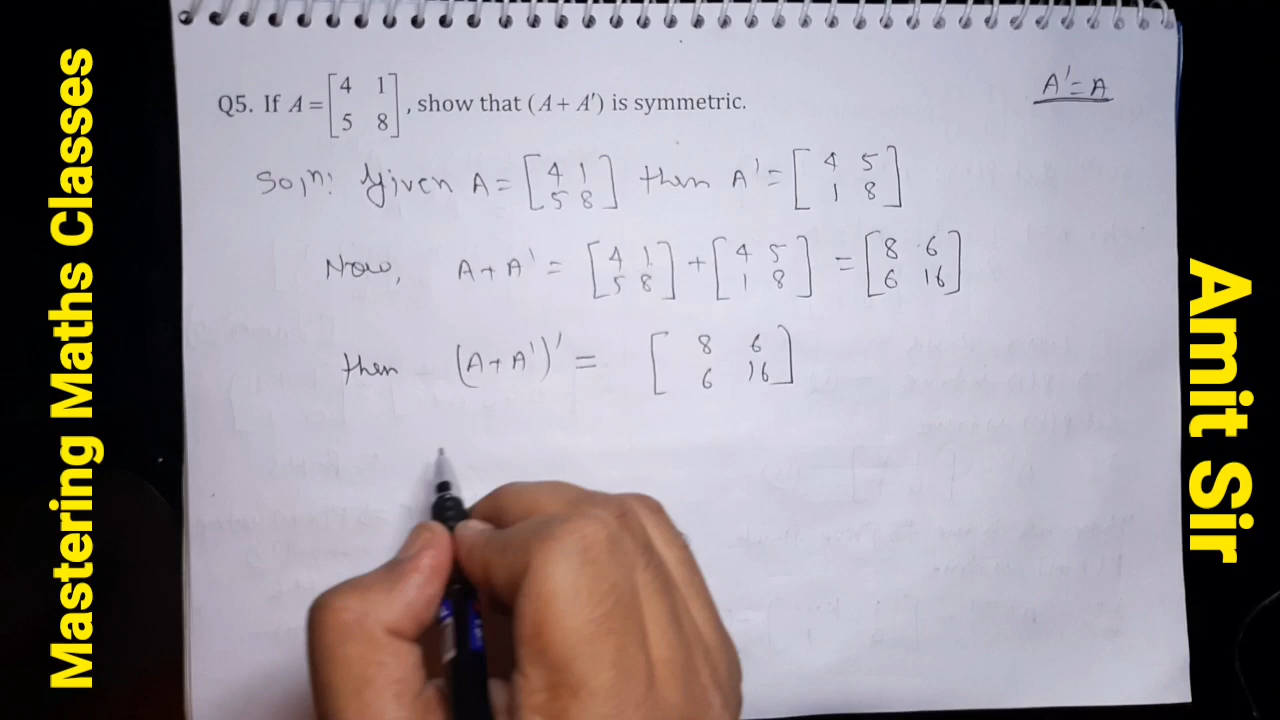 Mastering Maths Classes
A' = A
Q5. If A = [4 1 5 8], show that (A + A′) is symmetric.
Soln: Given A = [4 1 5 8] then A' = [4 5 1 8]
Now, A + A' = [4 1 5 8] + [4 5 1 8] = [8 6 6 16]
then (A + A')' = [8 6 6 16]
Amit Sir